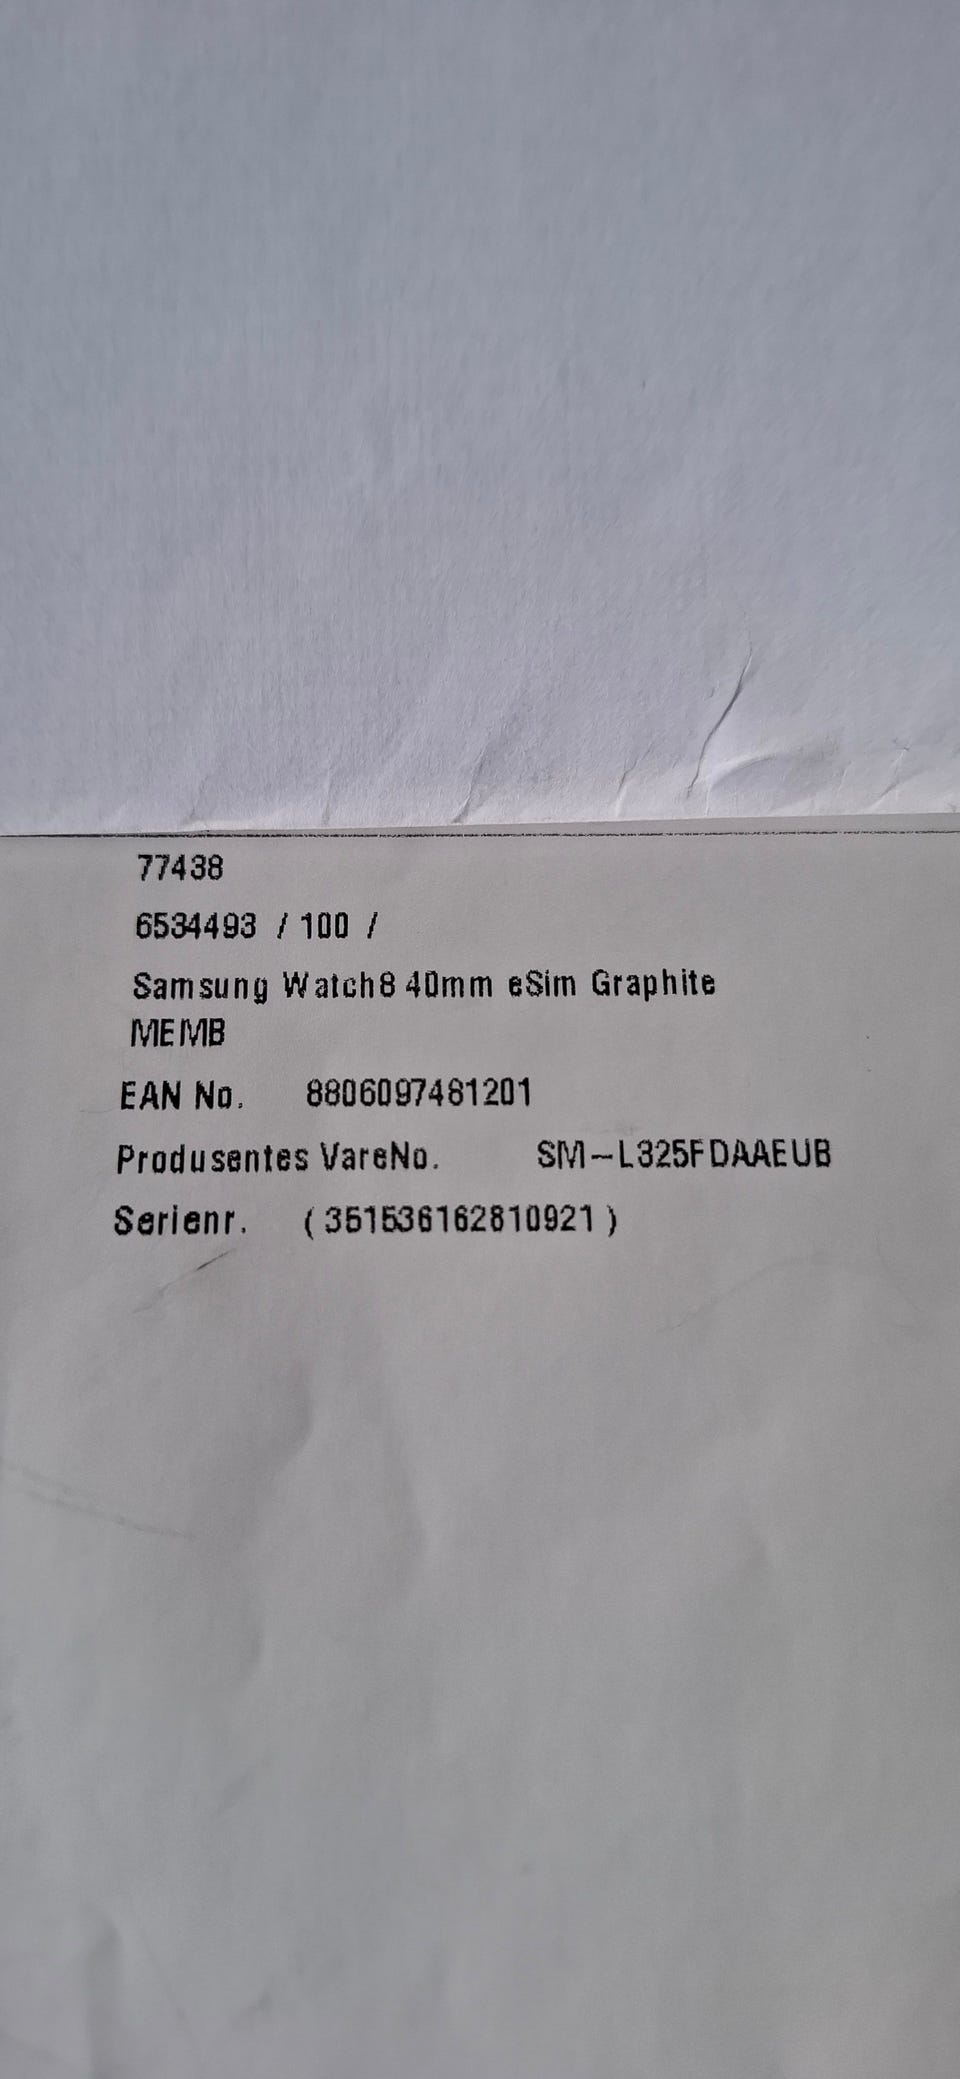 77438
6534493 / 100 /
Samsung Watch8 40mm eSim Graphite
MEMB
EAN No. 8806097481201
Produsentes VareNo. SM-L325FDAAEUB
Serienr. (351536162810921)